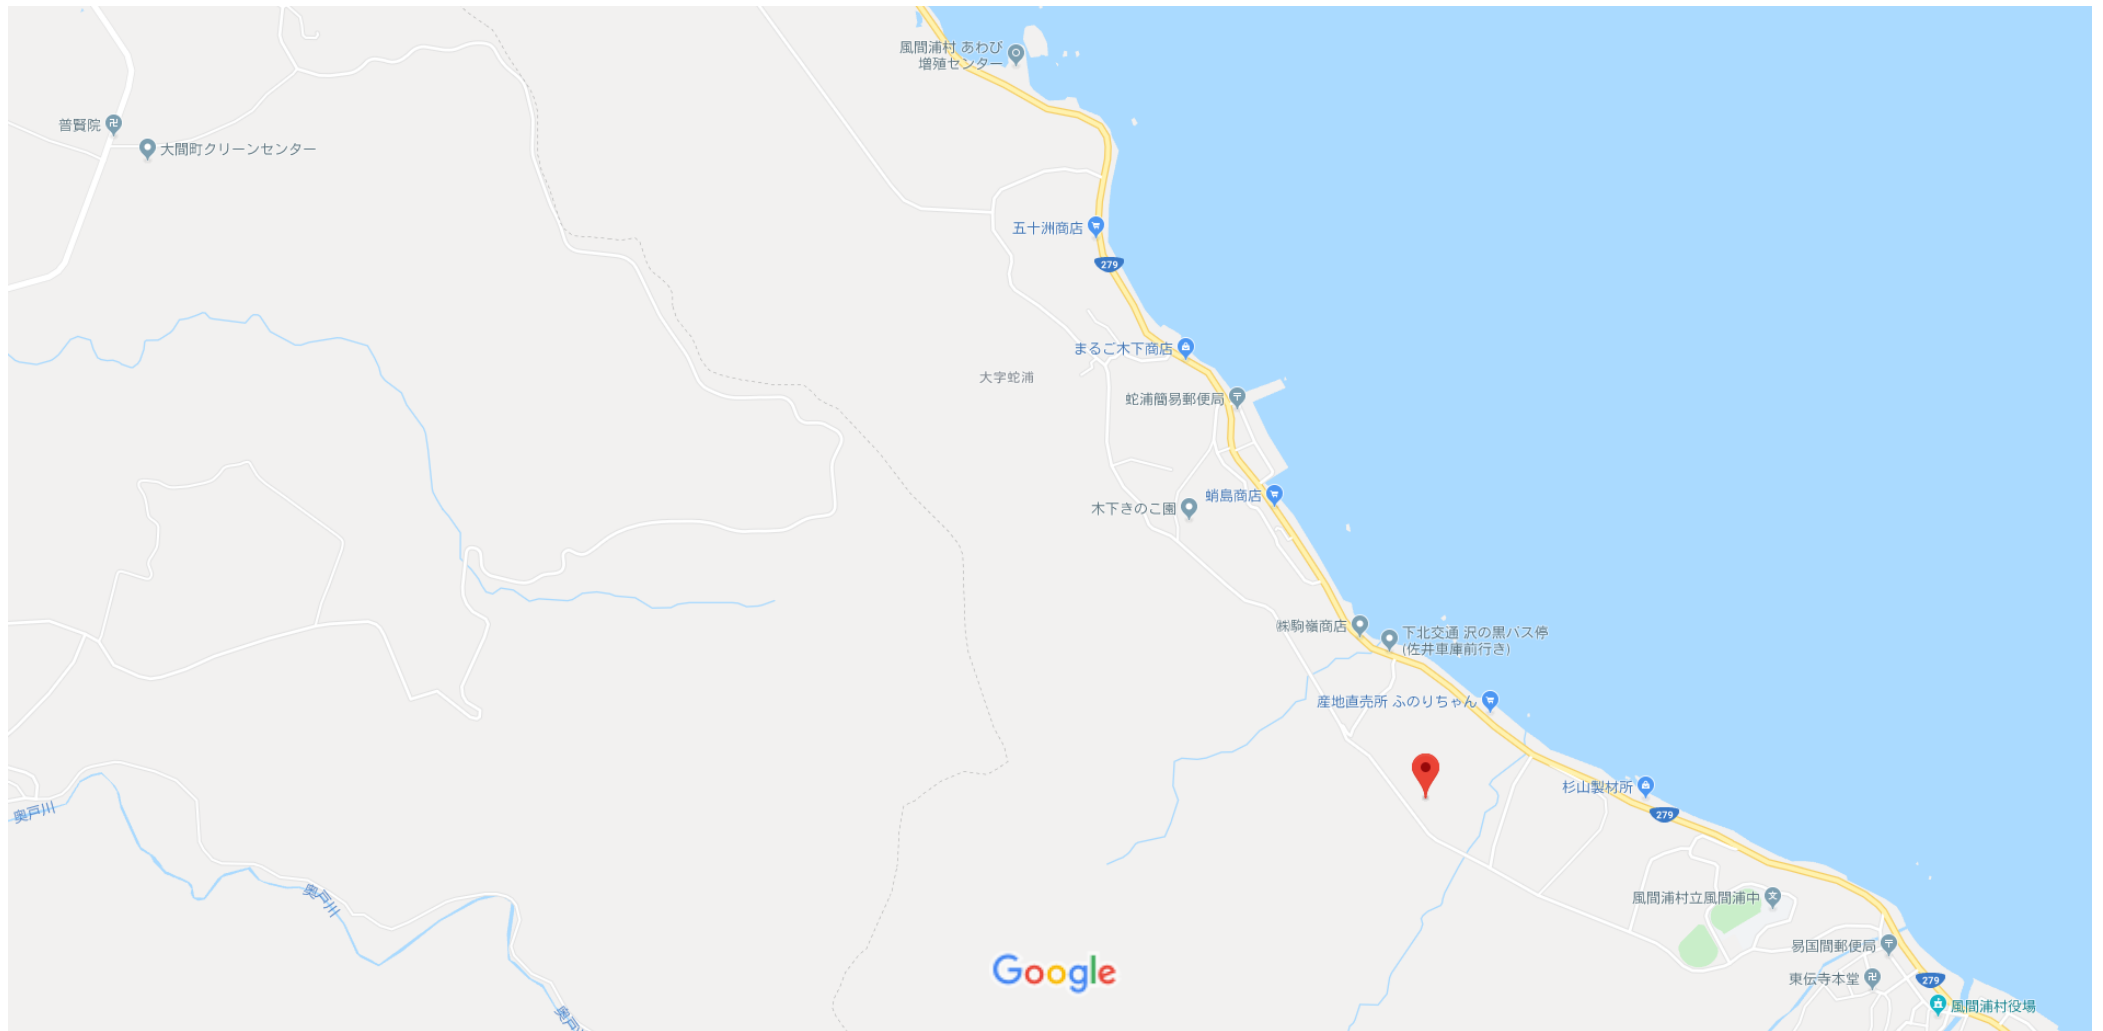 風間浦村 あわび
増殖センター
普賢院
大間町クリーンセンター
五十洲商店
279
まるご木下商店
大字蛇浦
蛇浦簡易郵便局
蛸島商店
木下きのこ園
㈱駒嶺商店
下北交通 沢の黒バス停
(佐井車庫前行き)
産地直売所 ふのりちゃん
杉山製材所
279
奥戸川
奥戸川
風間浦村立風間浦中
易国間郵便局
東伝寺本堂
279
風間浦村役場
Google
奥戸川